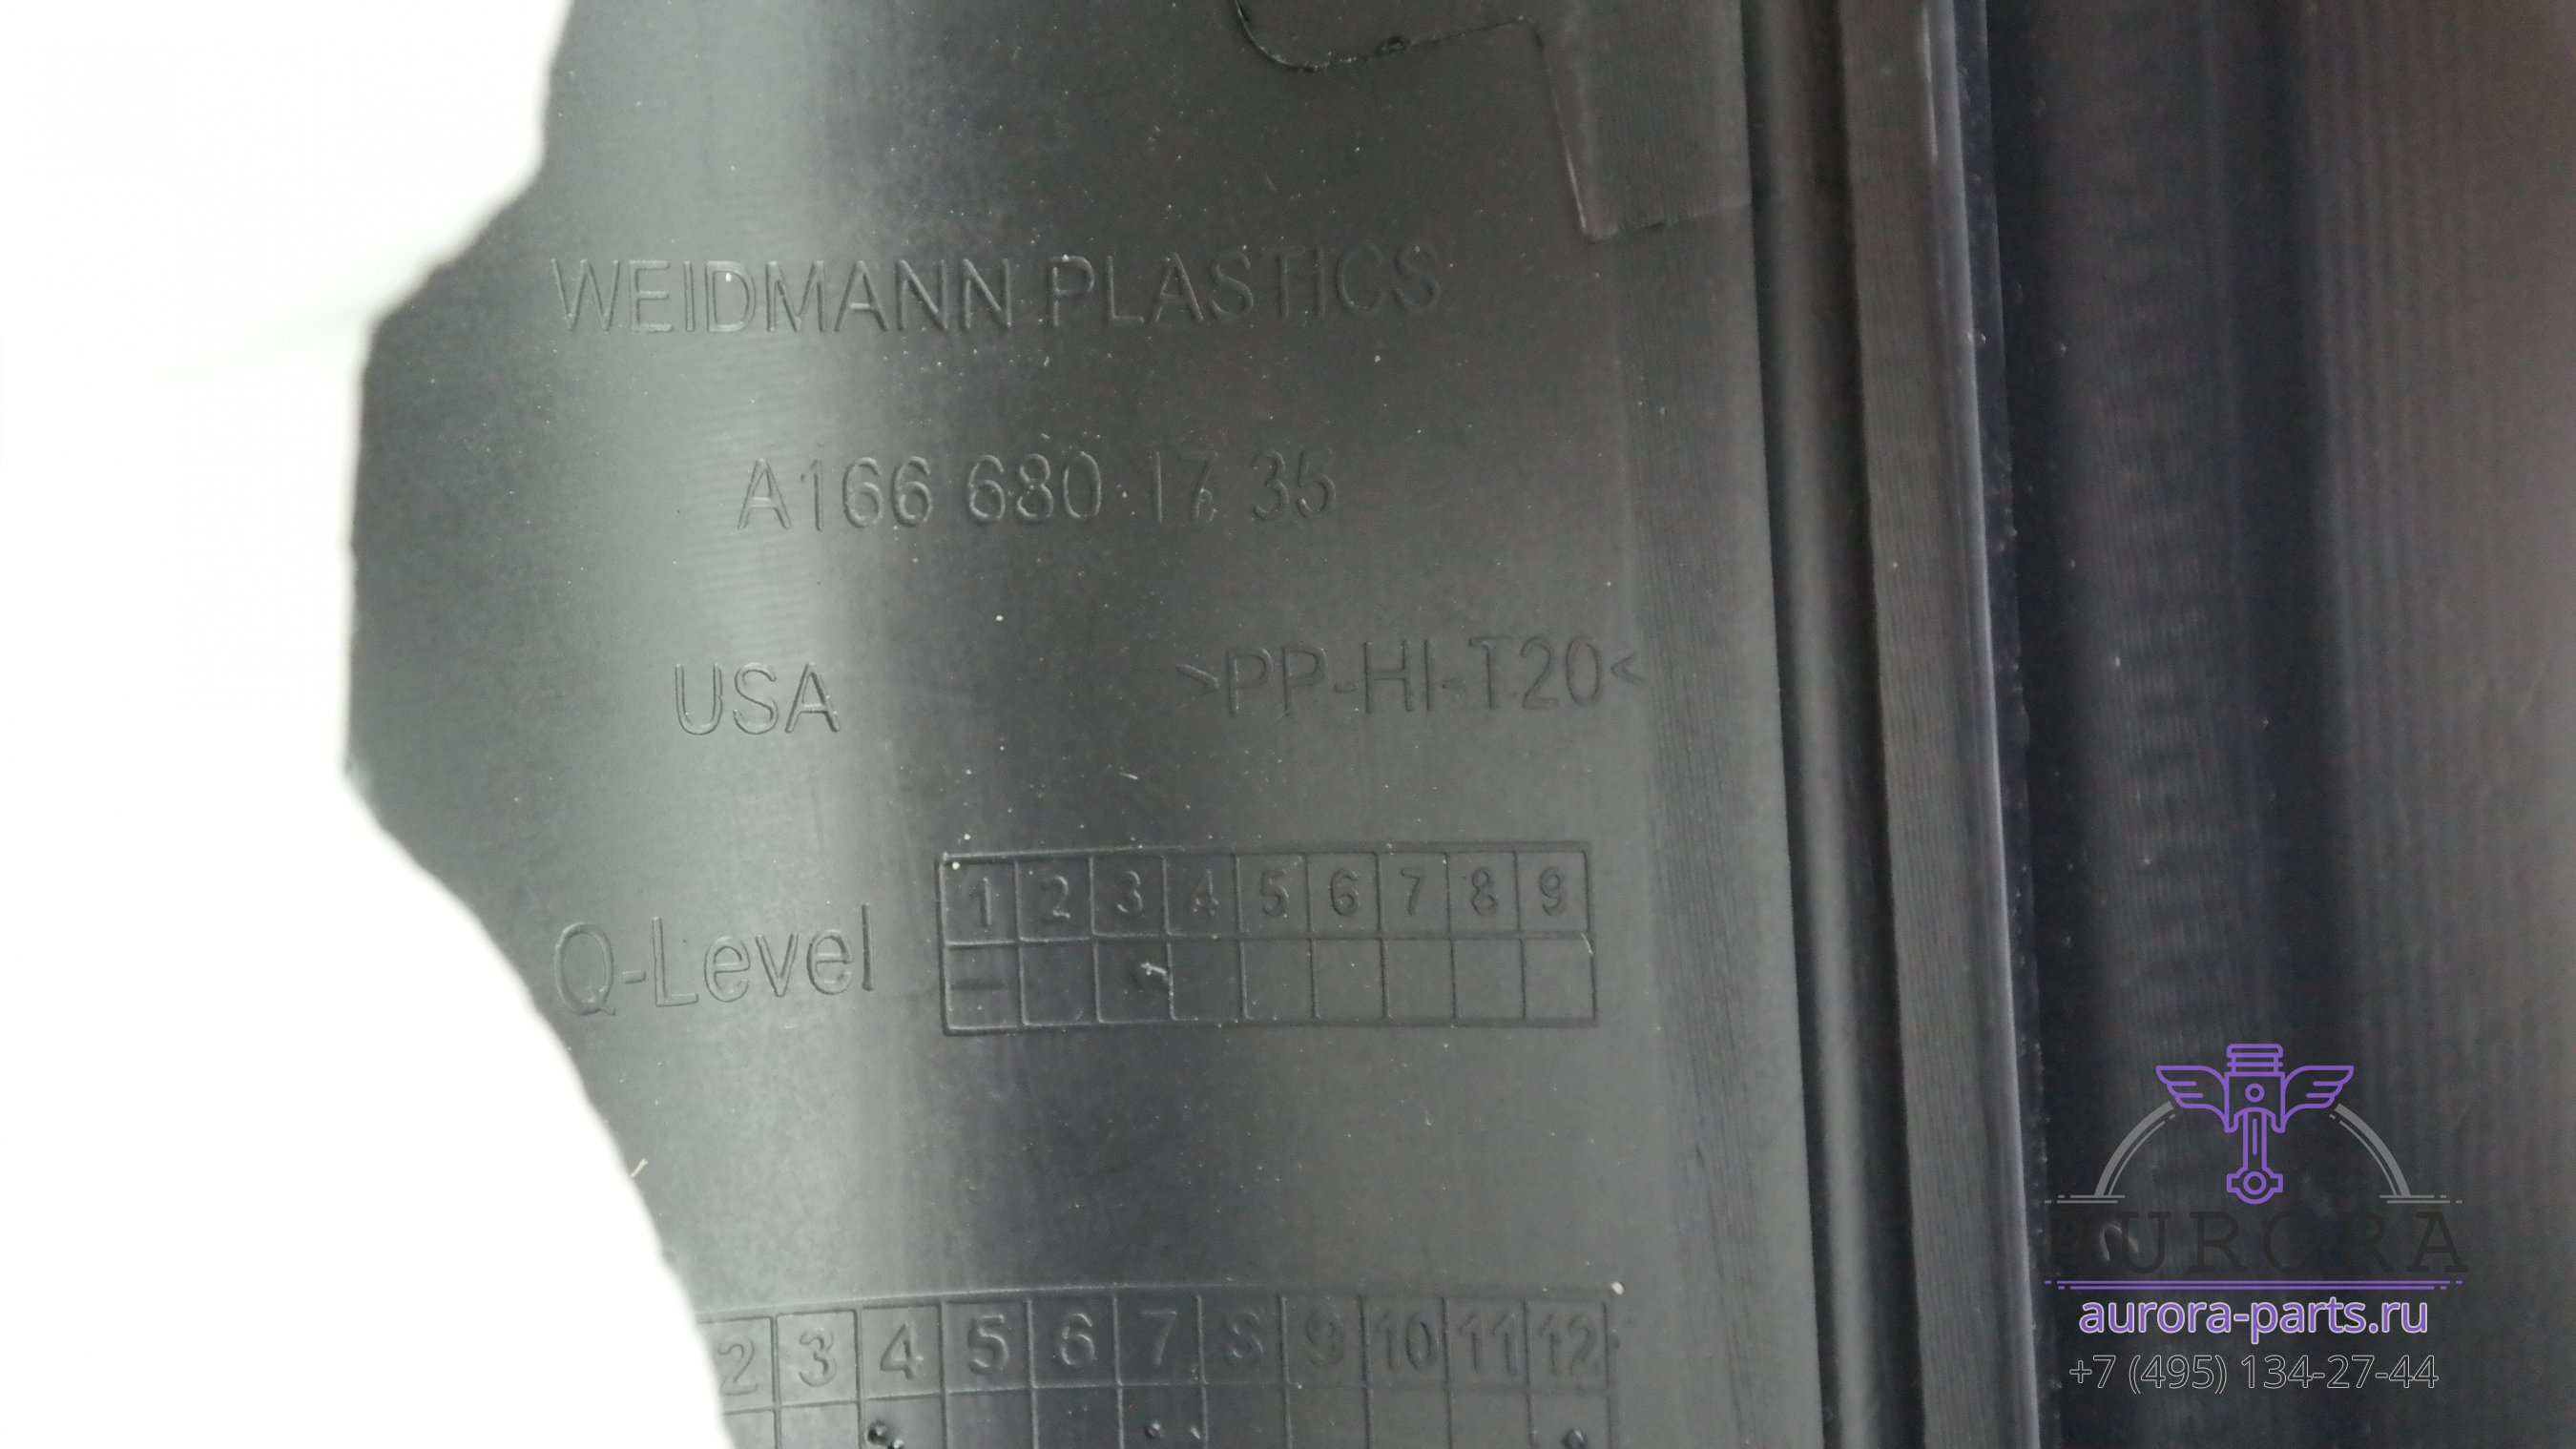 WEIDMANN PLASTICS
A166 680 17 35
USA >PP-HI-T20<
1 2 3 4 5 6 7 8 9
Q-Level
2 3 4 5 6 7 8 9 10 11 12
AURORA
aurora-parts.ru
+7 (495) 134-27-44